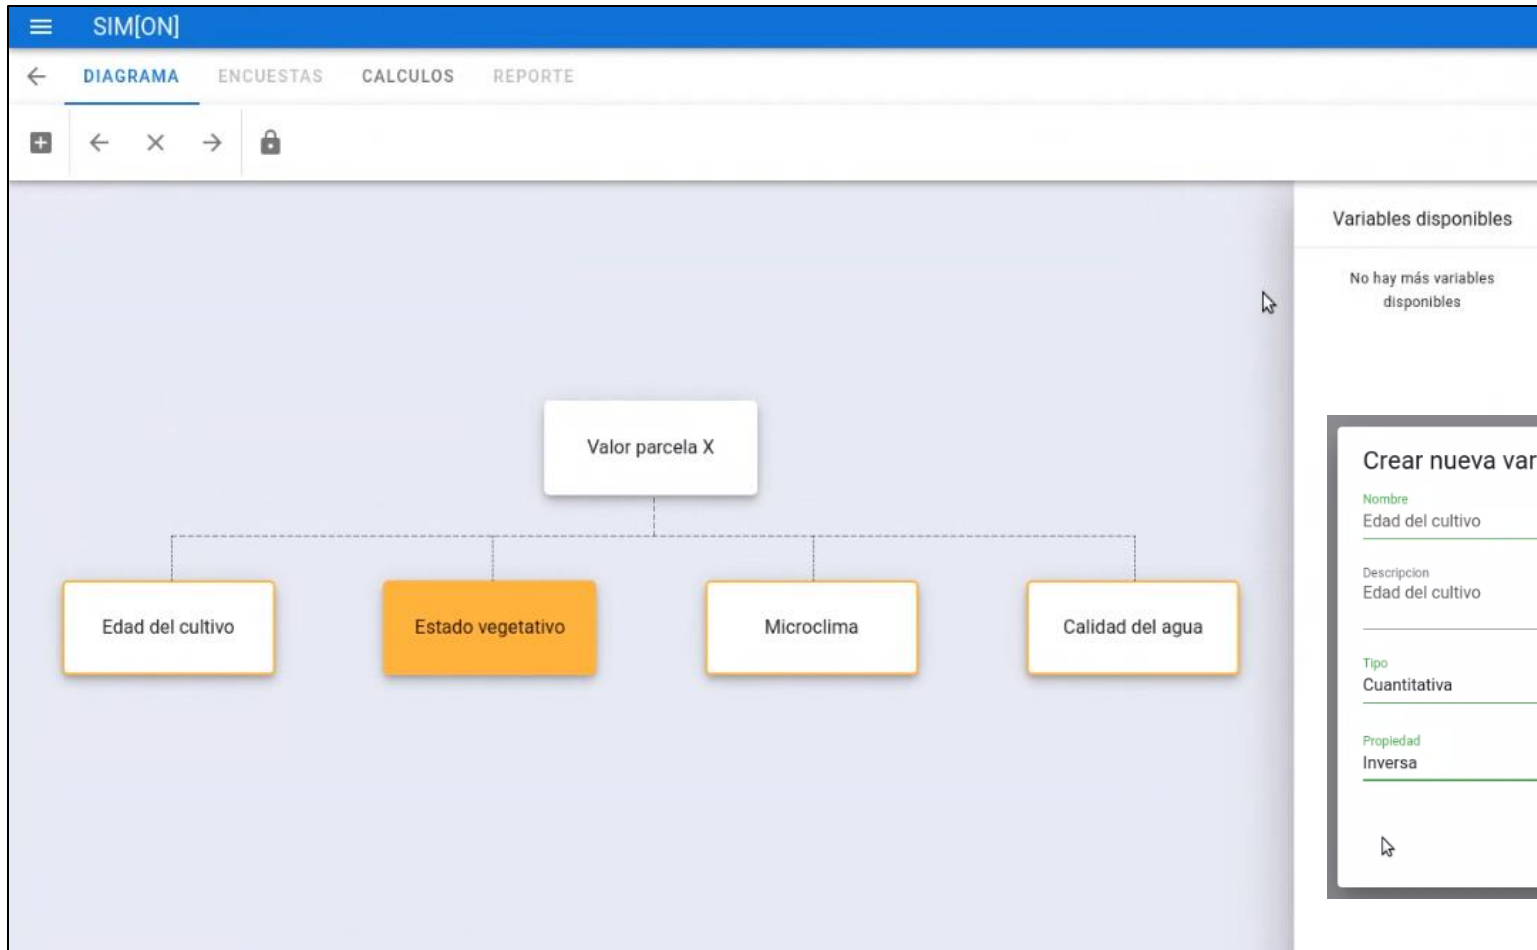 SIM[ON]
DIAGRAMA ENCUESTAS CALCULOS REPORTE
Variables disponibles
No hay más variables
disponibles
Valor parcela X
Edad del cultivo
Estado vegetativo
Microclima
Calidad del agua
Crear nueva var
Nombre
Edad del cultivo
Descripcion
Edad del cultivo
Tipo
Cuantitativa
Propiedad
Inversa